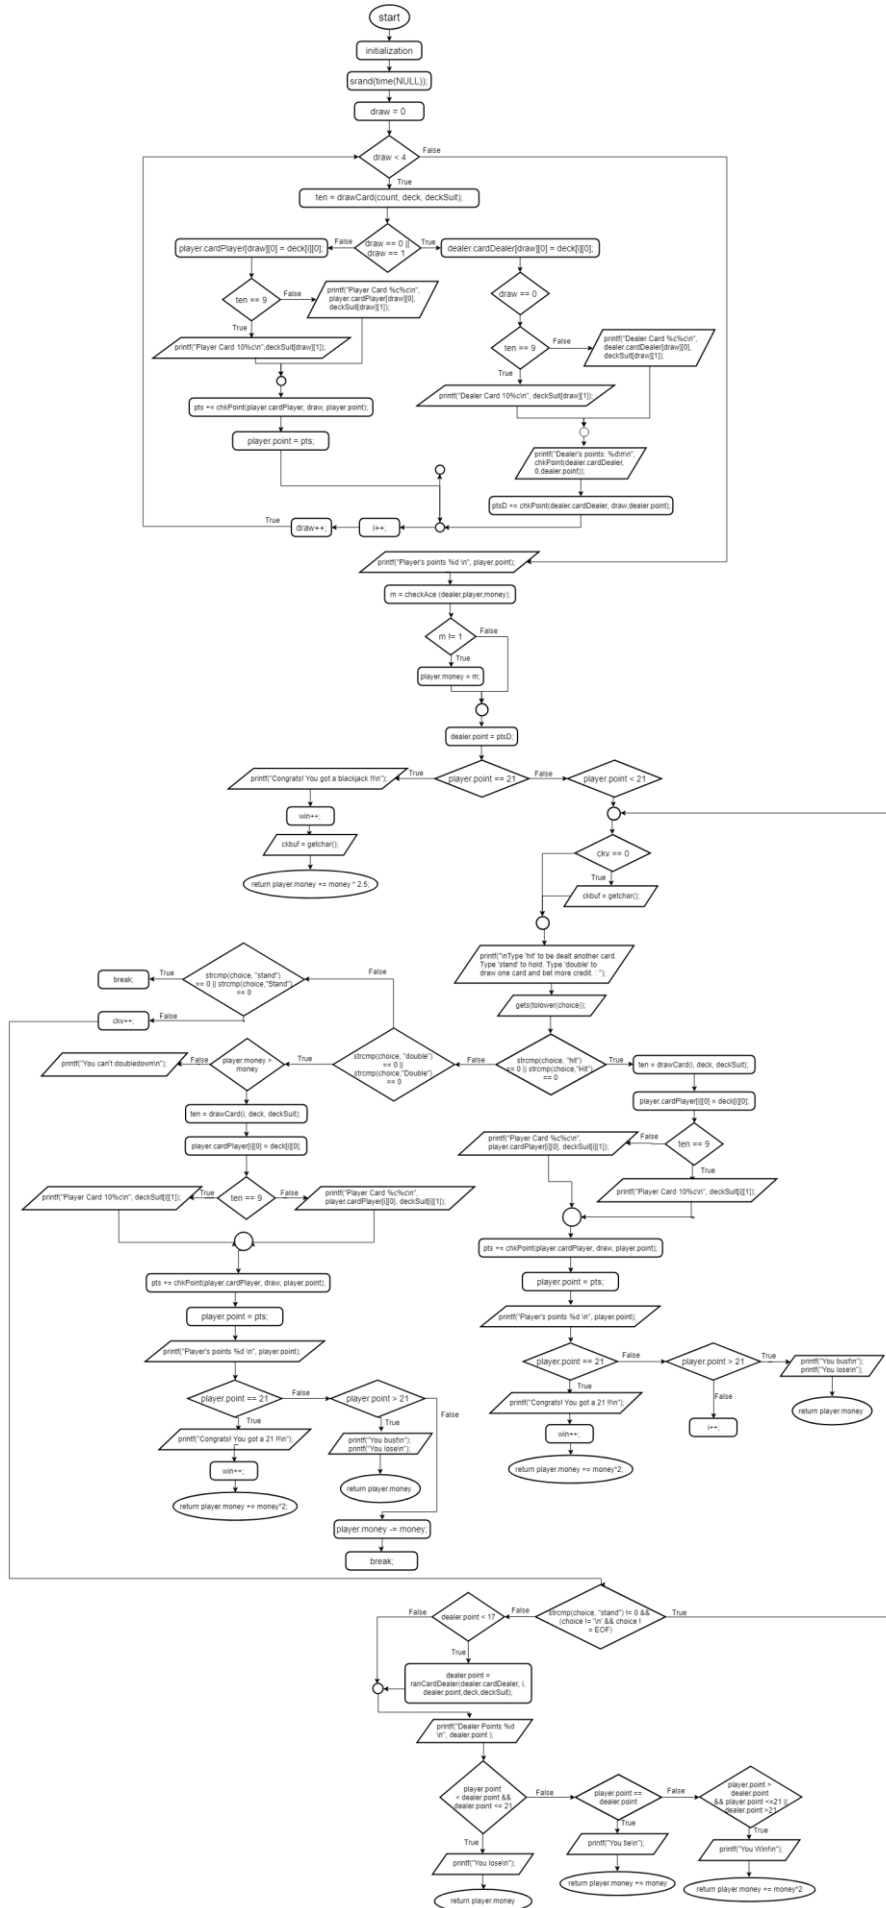 start
initialization
srand(time(NULL));
draw = 0
draw < 4
False
True
ten = drawCard(count, deck, deckSuit);
player.cardPlayer[draw][0] = deck[i][0];
False
draw == 0 ||
draw == 1
True
dealer.cardDealer[draw][0] = deck[i][0];
ten == 9
False
printf("Player Card %c%c\n",
player.cardPlayer[draw][0],
deckSuit[draw][1]);
draw == 0
True
printf("Player Card 10%c\n",deckSuit[draw][1]);
ten == 9
False
printf("Dealer Card %c%c\n",
dealer.cardDealer[draw][0],
deckSuit[draw][1]);
True
printf("Dealer Card 10%c\n", deckSuit[draw][1]);
pts += chkPoint(player.cardPlayer, draw, player.point);
player.point = pts;
printf("Dealer's points: %d\n\n",
chkPoint(dealer.cardDealer,
0,dealer.point));
ptsD += chkPoint(dealer.cardDealer, draw,dealer.point);
True
draw++;
i++;
printf("Player's points %d \n", player.point);
m = checkAce (dealer,player,money);
m != 1
False
True
player.money = m;
dealer.point = ptsD;
printf("Congrats! You got a blackjack !!\n");
True
player.point == 21
False
player.point < 21
win++;
ckbuf = getchar();
return player.money += money * 2.5;
ckv == 0
True
ckbuf = getchar();
printf("\nType 'hit' to be dealt another card.
Type 'stand' to hold. Type 'double' to
draw one card and bet more credit. : ");
gets(tolower(choice));
break;
True
strcmp(choice, "stand")
== 0 || strcmp(choice,"Stand")
== 0
False
ckv++;
False
printf("You can't doubledown\n");
False
player.money >
money
True
strcmp(choice, "double")
== 0 ||
strcmp(choice,"Double")
== 0
False
strcmp(choice, "hit")
== 0 || strcmp(choice,"Hit")
== 0
True
ten = drawCard(i, deck, deckSuit);
player.cardPlayer[i][0] = deck[i][0];
ten = drawCard(i, deck, deckSuit);
player.cardPlayer[i][0] = deck[i][0];
printf("Player Card %c%c\n",
player.cardPlayer[i][0], deckSuit[i][1]);
False
ten == 9
True
printf("Player Card 10%c\n", deckSuit[i][1]);
printf("Player Card 10%c\n", deckSuit[i][1]);
True
ten == 9
False
printf("Player Card %c%c\n",
player.cardPlayer[i][0], deckSuit[i][1]);
pts += chkPoint(player.cardPlayer, draw, player.point);
player.point = pts;
printf("Player's points %d \n", player.point);
pts += chkPoint(player.cardPlayer, draw, player.point);
player.point = pts;
printf("Player's points %d \n", player.point);
player.point == 21
False
player.point > 21
True
printf("You bust\n");
printf("You lose\n");
return player.money
True
False
printf("Congrats! You got a 21 !!\n");
i++;
win++;
return player.money += money*2;
player.point == 21
False
player.point > 21
False
True
True
printf("Congrats! You got a 21 !!\n");
printf("You bust\n");
printf("You lose\n");
win++;
return player.money
return player.money += money*2;
player.money -= money;
break;
False
dealer.point < 17
False
strcmp(choice, "stand") != 0 &&
(choice != '\n' && choice !
= EOF)
True
True
dealer.point =
ranCardDealer(dealer.cardDealer, i,
dealer.point,deck,deckSuit);
printf("Dealer Points %d
\n", dealer.point );
player.point
< dealer.point &&
dealer.point <= 21
False
player.point ==
dealer.point
False
player.point >
dealer.point
&& player.point <=21 ||
dealer.point >21
True
True
True
printf("You lose\n");
printf("You tie\n");
printf("You Win!\n");
return player.money
return player.money += money
return player.money += money*2